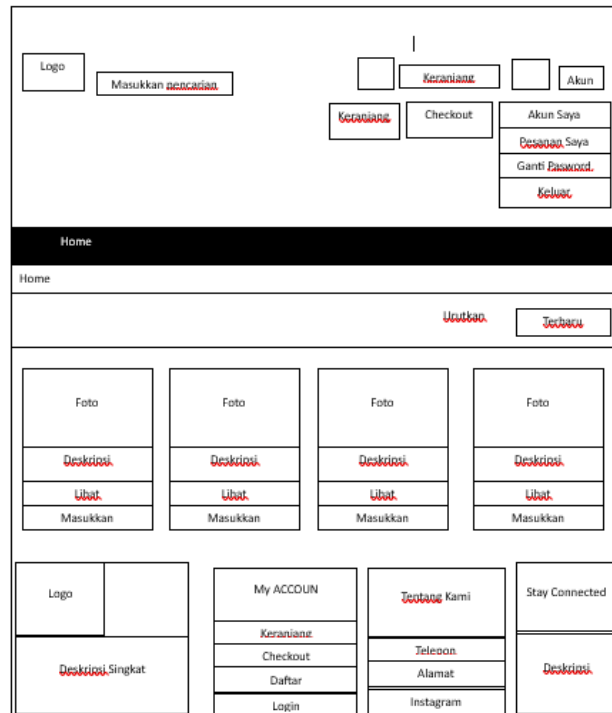 Logo
Masukkan pencarian
Keranjang
Akun
Keranjang
Checkout
Akun Saya
Pesanan Saya
Ganti Pasword
Keluar
Home
Home
Urutkan
Terbaru
Foto
Foto
Foto
Foto
Deskripsi
Deskripsi
Deskripsi
Deskripsi
Lihat
Lihat
Lihat
Lihat
Masukkan
Masukkan
Masukkan
Masukkan
Logo
Deskripsi Singkat
My ACCOUN
Keranjang
Checkout
Daftar
Login
Tentang Kami
Telepon
Alamat
Instagram
Stay Connected
Deskripsi